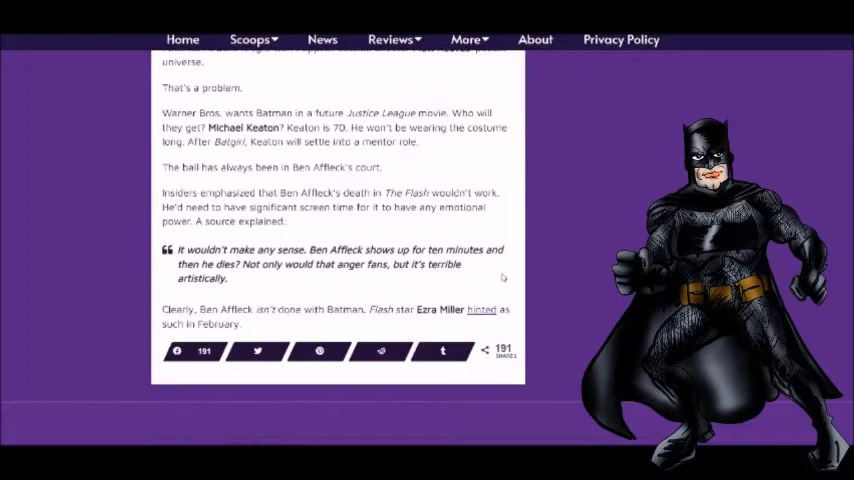 Home Scoops News Reviews More About Privacy Policy
universe.
That's a problem.
Warner Bros. wants Batman in a future Justice League movie. Who will
they get? Michael Keaton? Keaton is 70. He won't be wearing the costume
long. After Batgirl, Keaton will settle into a mentor role.
The ball has always been in Ben Affleck's court.
Insiders emphasized that Ben Affleck's death in The Flash wouldn't work.
He'd need to have significant screen time for it to have any emotional
power. A source explained:
It wouldn't make any sense. Ben Affleck shows up for ten minutes and
then he dies? Not only would that anger fans, but it's terrible
artistically.
Clearly, Ben Affleck isn't done with Batman. Flash star Ezra Miller hinted as
such in February.
191 191
SHARES